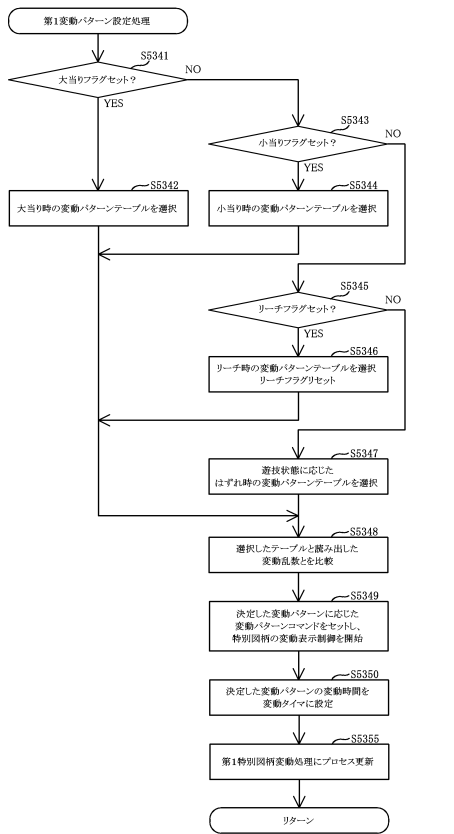 第1変動パターン設定処理
S5341
大当りフラグセット？
NO
YES
S5343
小当りフラグセット？
NO
YES
S5342
大当り時の変動パターンテーブルを選択
S5344
小当り時の変動パターンテーブルを選択
S5345
リーチフラグセット？
NO
YES
S5346
リーチ時の変動パターンテーブルを選択
リーチフラグリセット
S5347
遊技状態に応じた
はずれ時の変動パターンテーブルを選択
S5348
選択したテーブルと読み出した
変動乱数とを比較
S5349
決定した変動パターンに応じた
変動パターンコマンドをセットし、
特別図柄の変動表示制御を開始
S5350
決定した変動パターンの変動時間を
変動タイマに設定
S5355
第1特別図柄変動処理にプロセス更新
リターン